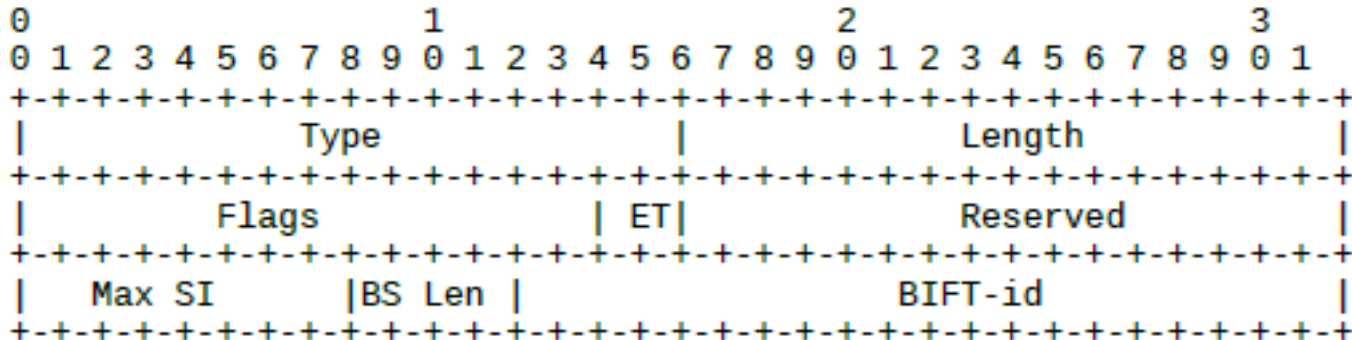 0                   1                   2                   3
0 1 2 3 4 5 6 7 8 9 0 1 2 3 4 5 6 7 8 9 0 1 2 3 4 5 6 7 8 9 0 1
+-+-+-+-+-+-+-+-+-+-+-+-+-+-+-+-+-+-+-+-+-+-+-+-+-+-+-+-+-+-+-+-+
|             Type              |             Length            |
+-+-+-+-+-+-+-+-+-+-+-+-+-+-+-+-+-+-+-+-+-+-+-+-+-+-+-+-+-+-+-+-+
|         Flags             | ET|             Reserved          |
+-+-+-+-+-+-+-+-+-+-+-+-+-+-+-+-+-+-+-+-+-+-+-+-+-+-+-+-+-+-+-+-+
|   Max SI      |BS Len |                  BIFT-id              |
+-+-+-+-+-+-+-+-+-+-+-+-+-+-+-+-+-+-+-+-+-+-+-+-+-+-+-+-+-+-+-+-+